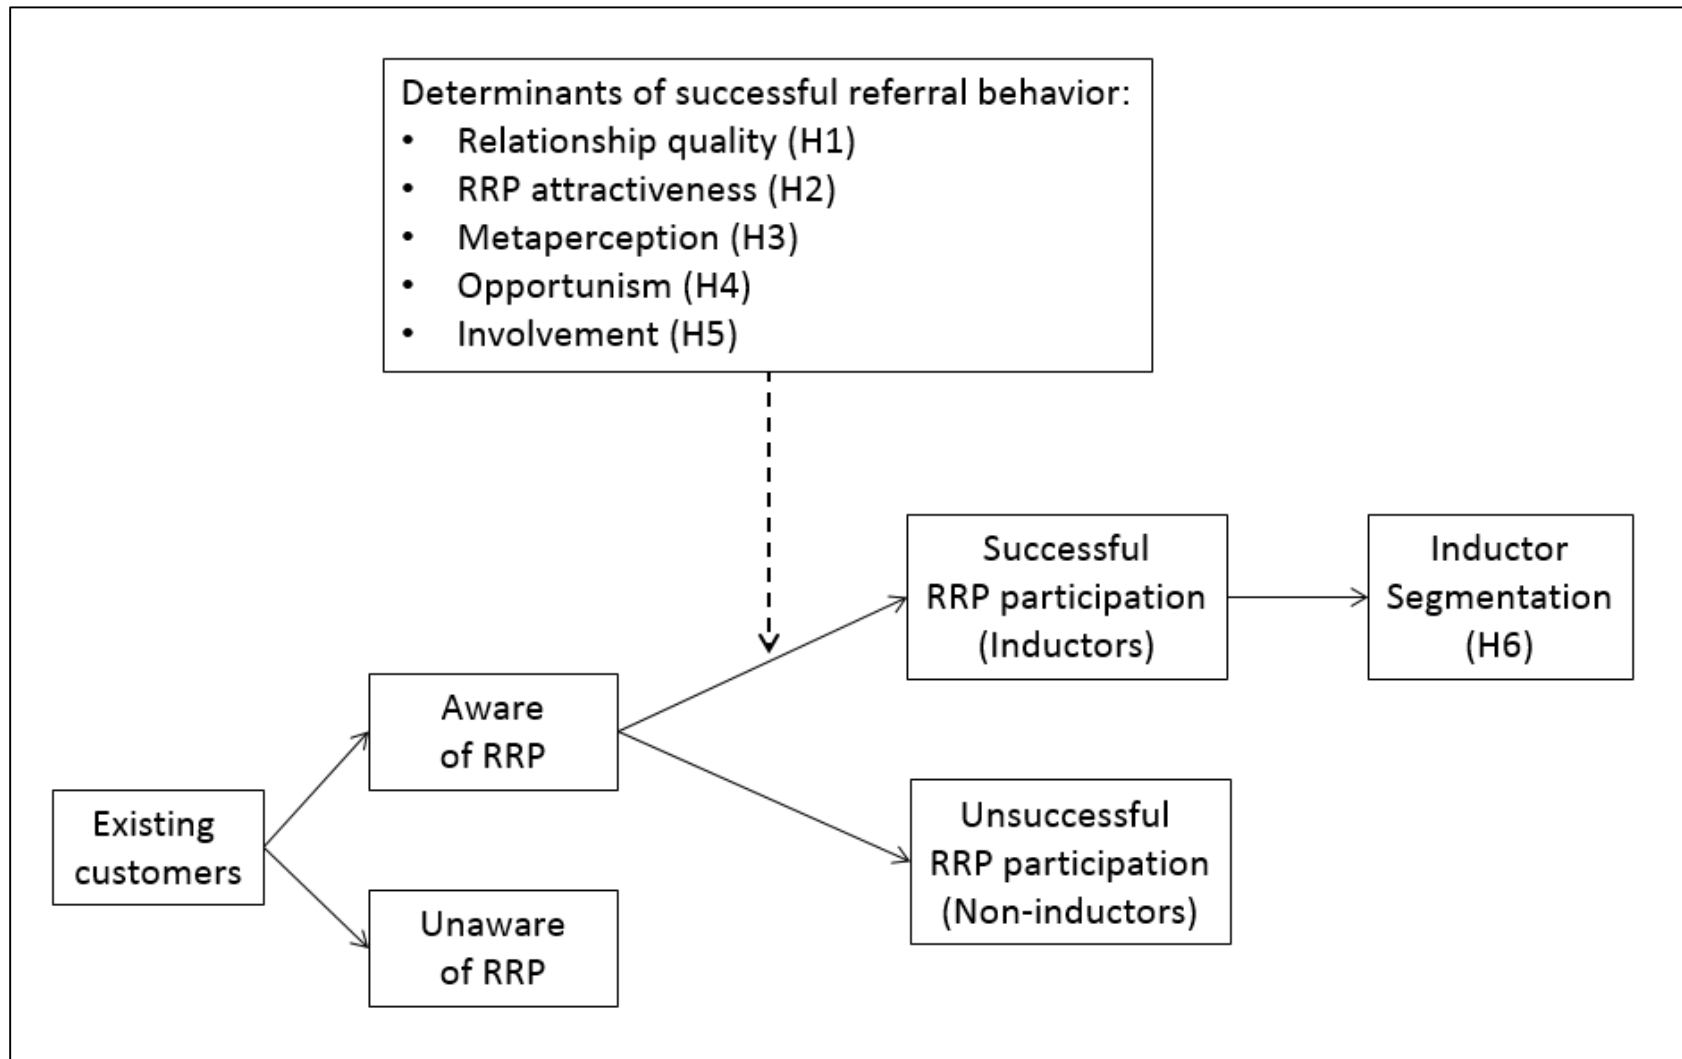 Determinants of successful referral behavior:
• Relationship quality (H1)
• RRP attractiveness (H2)
• Metaperception (H3)
• Opportunism (H4)
• Involvement (H5)
Successful
RRP participation
(Inductors)
Inductor
Segmentation
(H6)
Aware
of RRP
Existing
customers
Unsuccessful
RRP participation
(Non-inductors)
Unaware
of RRP